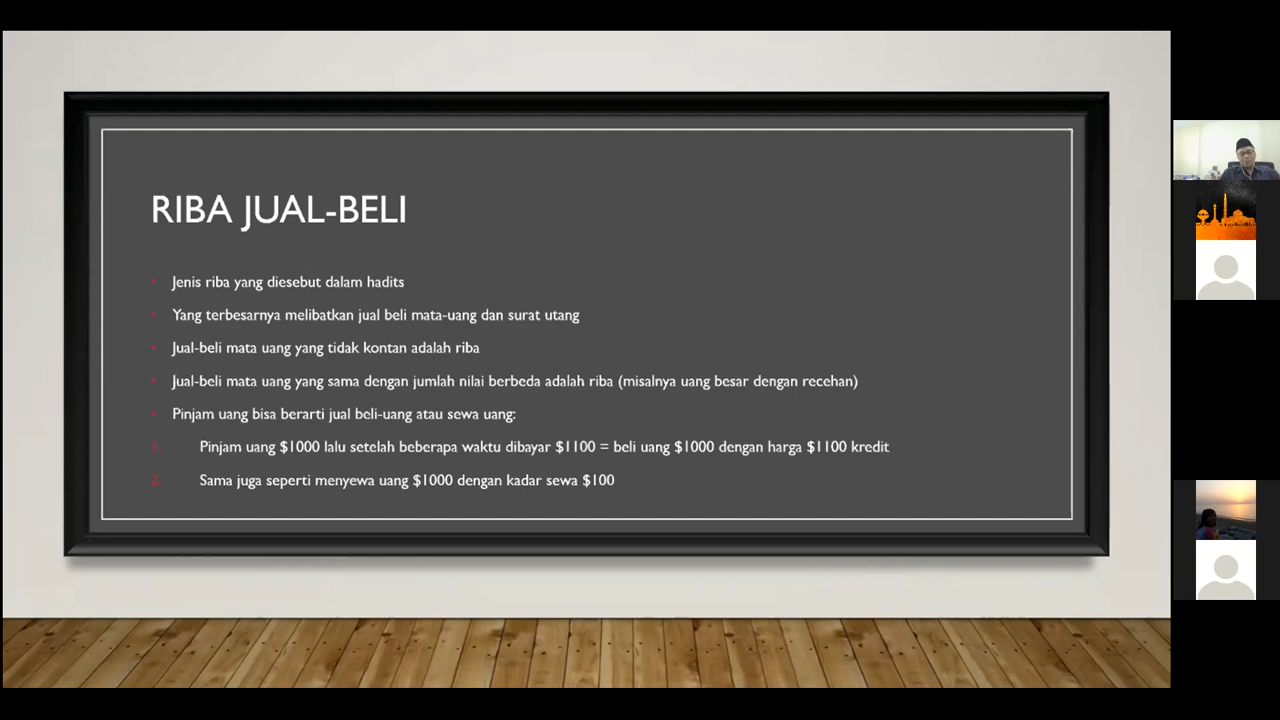 RIBA JUAL-BELI
• Jenis riba yang diesebut dalam hadits
• Yang terbesarnya melibatkan jual beli mata-uang dan surat utang
• Jual-beli mata uang yang tidak kontan adalah riba
• Jual-beli mata uang yang sama dengan jumlah nilai berbeda adalah riba (misalnya uang besar dengan recehan)
• Pinjam uang bisa berarti jual beli-uang atau sewa uang:
1. Pinjam uang $1000 lalu setelah beberapa waktu dibayar $1100 = beli uang $1000 dengan harga $1100 kredit
2. Sama juga seperti menyewa uang $1000 dengan kadar sewa $100